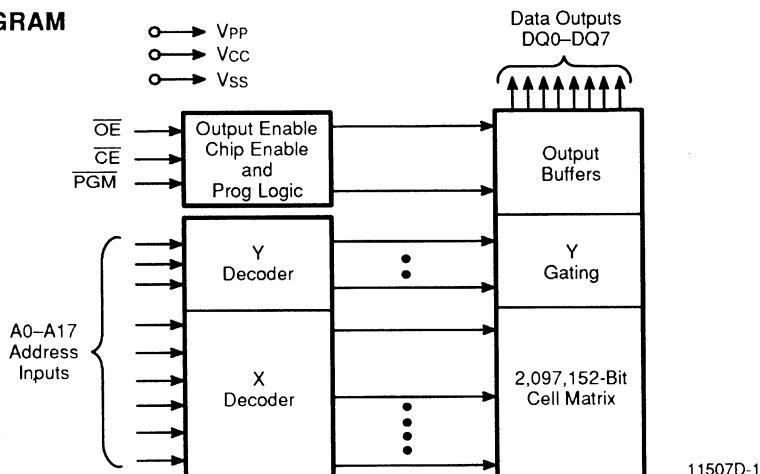 GRAM
VPP
VCC
VSS
Data Outputs
DQ0–DQ7
OE
CE
PGM
Output Enable
Chip Enable
and
Prog Logic
Output
Buffers
Y
Decoder
Y
Gating
A0–A17
Address
Inputs
X
Decoder
2,097,152-Bit
Cell Matrix
11507D-1